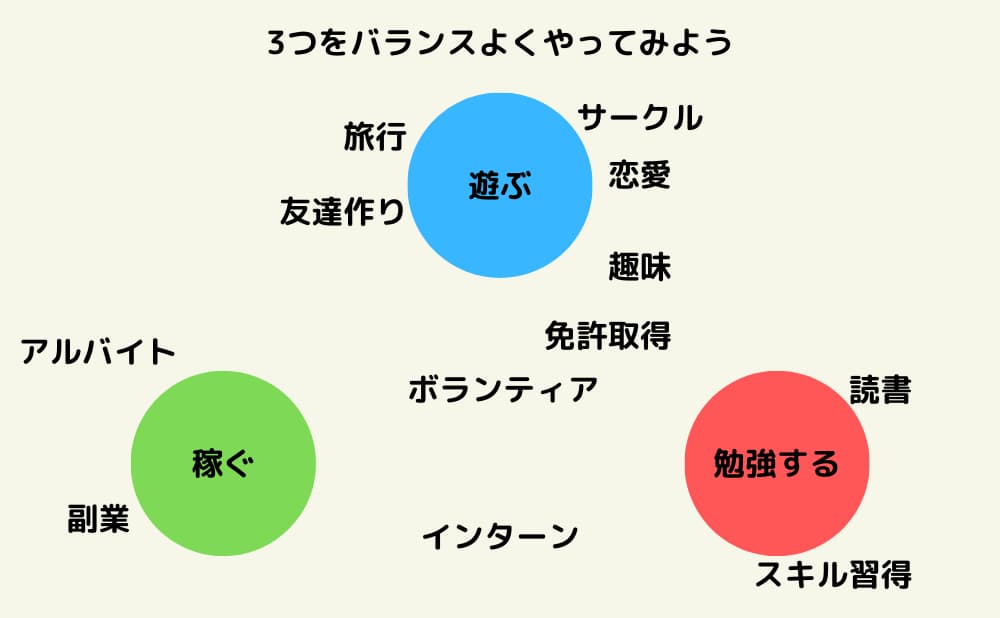 3つをバランスよくやってみよう
サークル
旅行
恋愛
遊ぶ
友達作り
趣味
免許取得
アルバイト
ボランティア
読書
稼ぐ
勉強する
副業
インターン
スキル習得